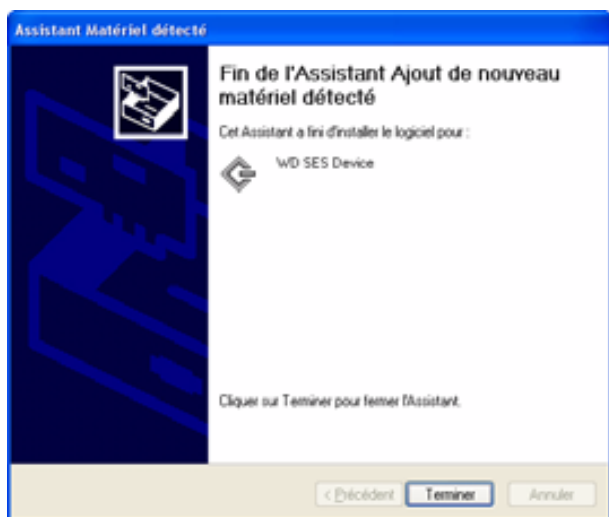 Assistant Matériel détecté
Fin de l'Assistant Ajout de nouveau
matériel détecté
Cet Assistant a fini d'installer le logiciel pour :
WD SES Device
Cliquer sur Terminer pour fermer l'Assistant.
< Précédent
Terminer
Annuler